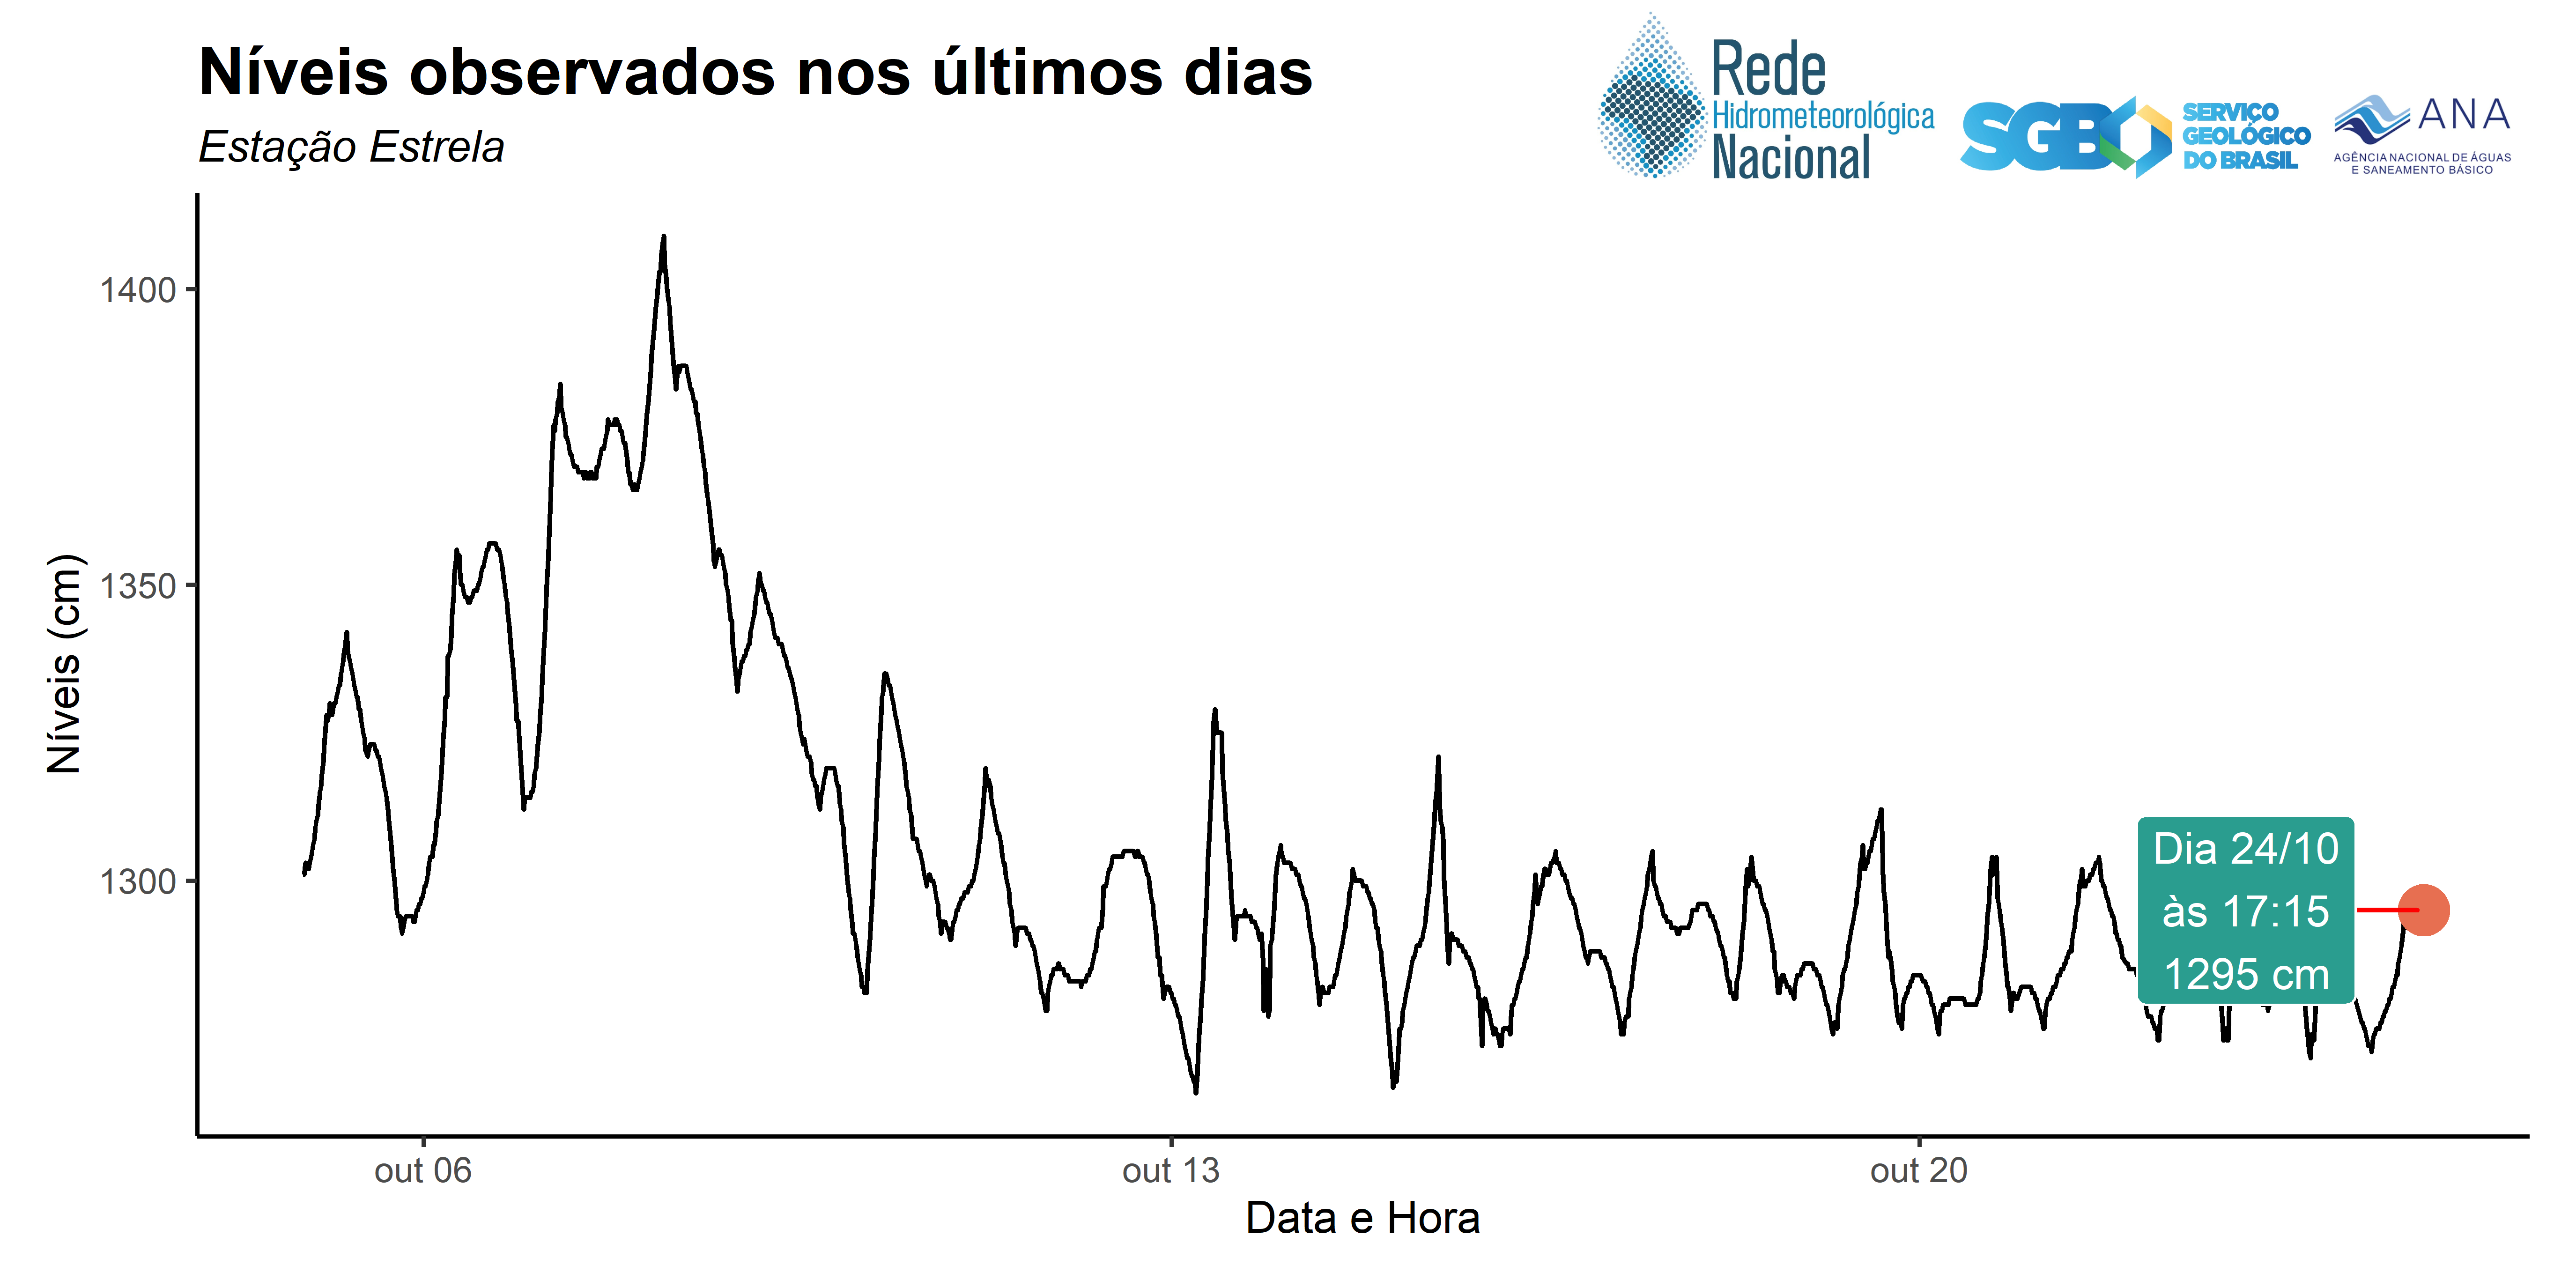 Níveis observados nos últimos dias
Estação Estrela
Rede
Hidrometeorológica
Nacional
SGB
SERVIÇO
GEOLÓGICO
DO BRASIL
ANA
AGÊNCIA NACIONAL DE ÁGUAS
E SANEAMENTO BÁSICO
Níveis (cm)
1400
1350
1300
Dia 24/10
às 17:15
1295 cm
out 06
out 13
out 20
Data e Hora